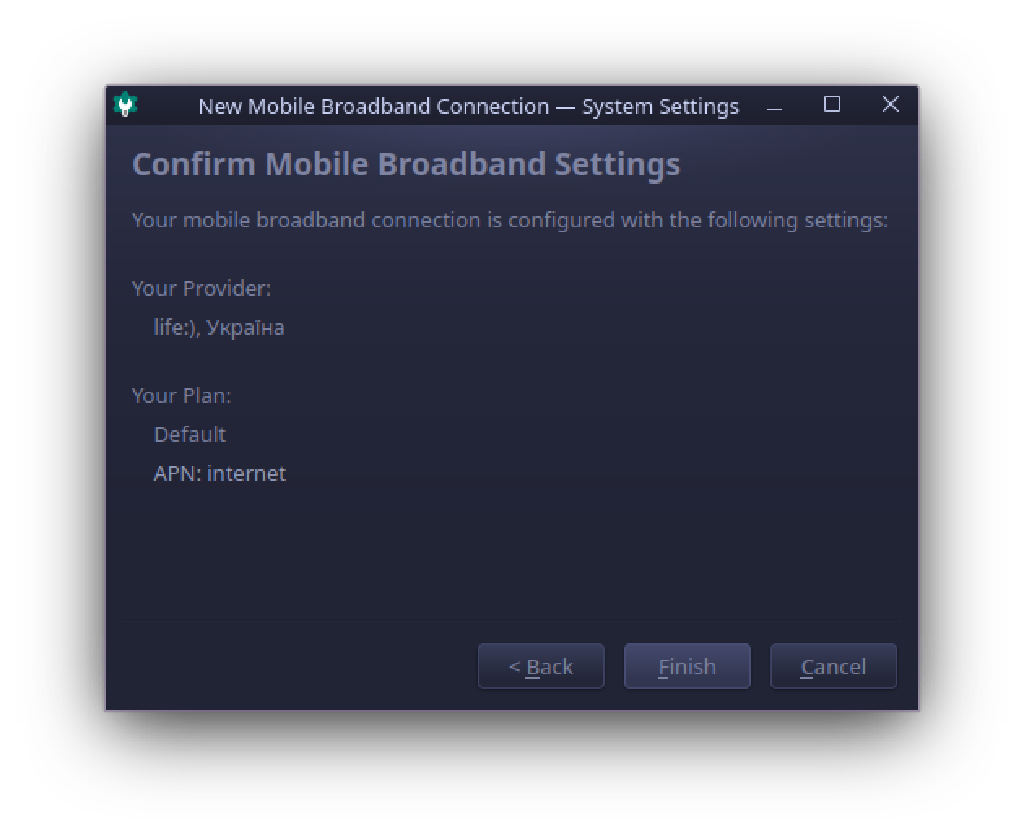 New Mobile Broadband Connection — System Settings
Confirm Mobile Broadband Settings
Your mobile broadband connection is configured with the following settings:
Your Provider:
life:), Україна
Your Plan:
Default
APN: internet
< Back Finish Cancel